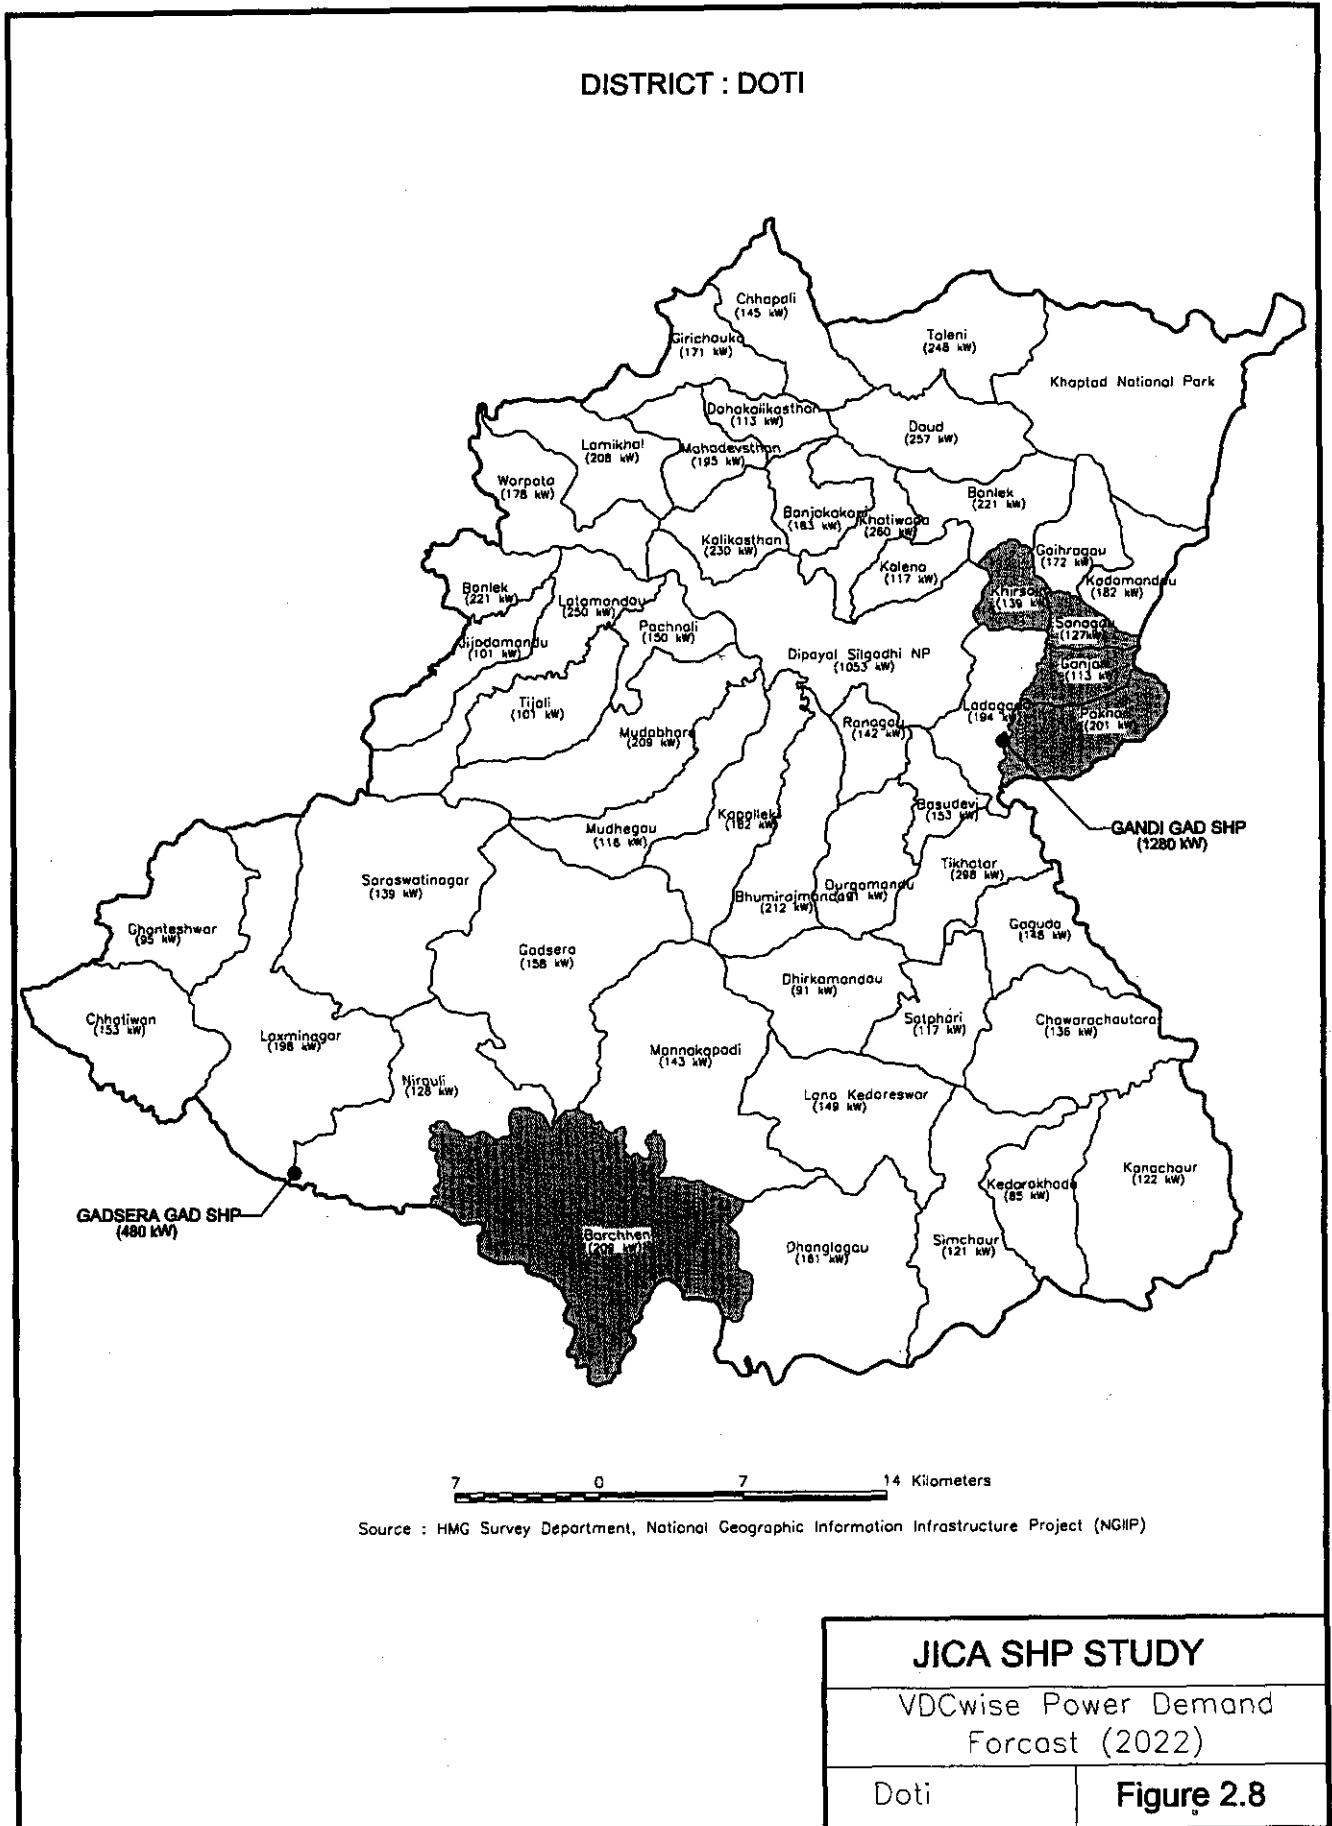 DISTRICT : DOTI
Chhapali
(145 kW)
Girichauka
(171 kW)
Taleni
(248 kW)
Khaptad National Park
Dahakalikasthan
(113 kW)
Daud
(257 kW)
Lamikhal
(208 kW)
Mahadevsthan
(195 kW)
Warpata
(178 kW)
Banlek
(221 kW)
(183 kW)
Khatiwada
(260 kW)
Kalikasthan
(230 kW)
Gaihragau
(172 kW)
Kalena
(117 kW)
Kadamandau
(182 kW)
Banlek
(221 kW)
Latamandau
(250 kW)
Khirsain
(139 kW
Sanagau
(127kW)
Pachnali
(150 kW)
Jijodamandu
(101 kW)
Dipayal Silgadhi NP
(1053 kW)
Ganjari
(113 kW
Tijali
(101 kW)
Ladagada
(194 kW)
Pokhari
(201 kW)
Mudabhara
(209 kW)
Ranagau
(142 kW)
Basudevi
(153 kW)
Kapallek
(182 kW)
GANDI GAD SHP
(1280 kW)
Mudhegau
(118 kW)
Tikhatar
(298 kW)
Saraswatinagar
(139 kW)
Durgamandu
91 kW)
Bhumirajmandau
(212 kW)
Gaguda
(148 kW)
Ghanteshwar
(95 kW)
Gadsera
(158 kW)
Dhirkamandau
(91 kW)
Chhatiwan
(153 kW)
Laxminagar
(198 kW)
Satphari
(117 kW)
Chawarachautara
(136 kW)
Mannakapadi
(143 kW)
Nirauli
(128 kW)
Lana Kedareswar
(149 kW)
Kanachaur
(122 kW)
Kedarakhada
(85 kW)
GADSERA GAD SHP
(480 kW)
Barchhen
(209 kW)
Simchaur
(121 kW)
Dhanglagau
(181 kW)
7 0 7 14 Kilometers
Source : HMG Survey Department, National Geographic Information Infrastructure Project (NGIIP)
JICA SHP STUDY
VDCwise Power Demand
Forcast (2022)
Doti
Figure 2.8